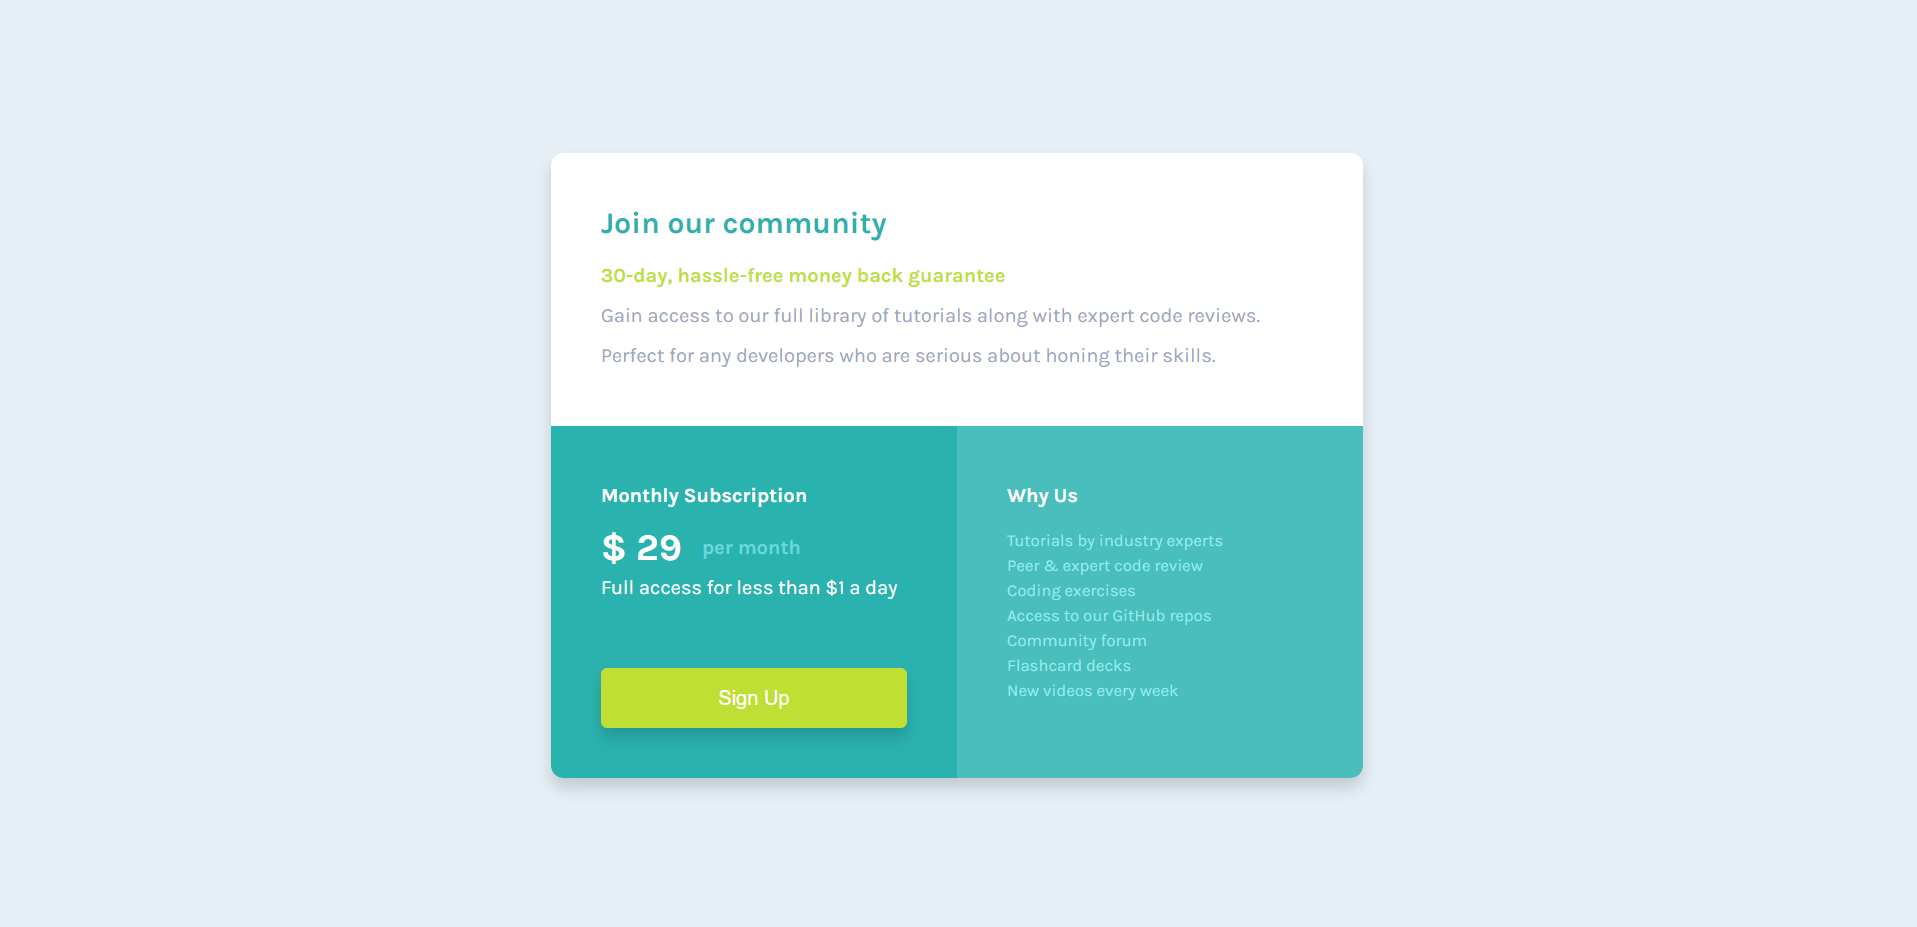 Join our community
30-day, hassle-free money back guarantee
Gain access to our full library of tutorials along with expert code reviews.
Perfect for any developers who are serious about honing their skills.
Monthly Subscription
$ 29 per month
Full access for less than $1 a day
Sign Up
Why Us
Tutorials by industry experts
Peer & expert code review
Coding exercises
Access to our GitHub repos
Community forum
Flashcard decks
New videos every week